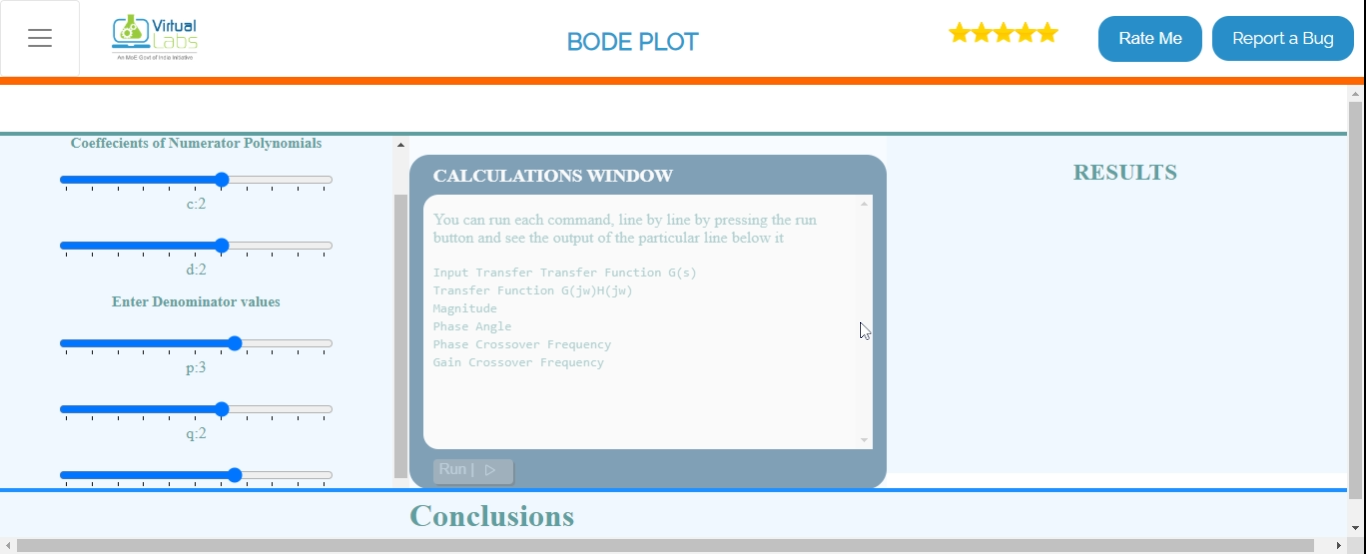 Virtual
Labs
An MoE Govt of India Initiative
BODE PLOT
Rate Me
Report a Bug
Coeffecients of Numerator Polynomials
c:2
d:2
Enter Denominator values
p:3
q:2
CALCULATIONS WINDOW
You can run each command, line by line by pressing the run
button and see the output of the particular line below it
Input Transfer Transfer Function G(s)
Transfer Function G(jw)H(jw)
Magnitude
Phase Angle
Phase Crossover Frequency
Gain Crossover Frequency
Run |
RESULTS
Conclusions